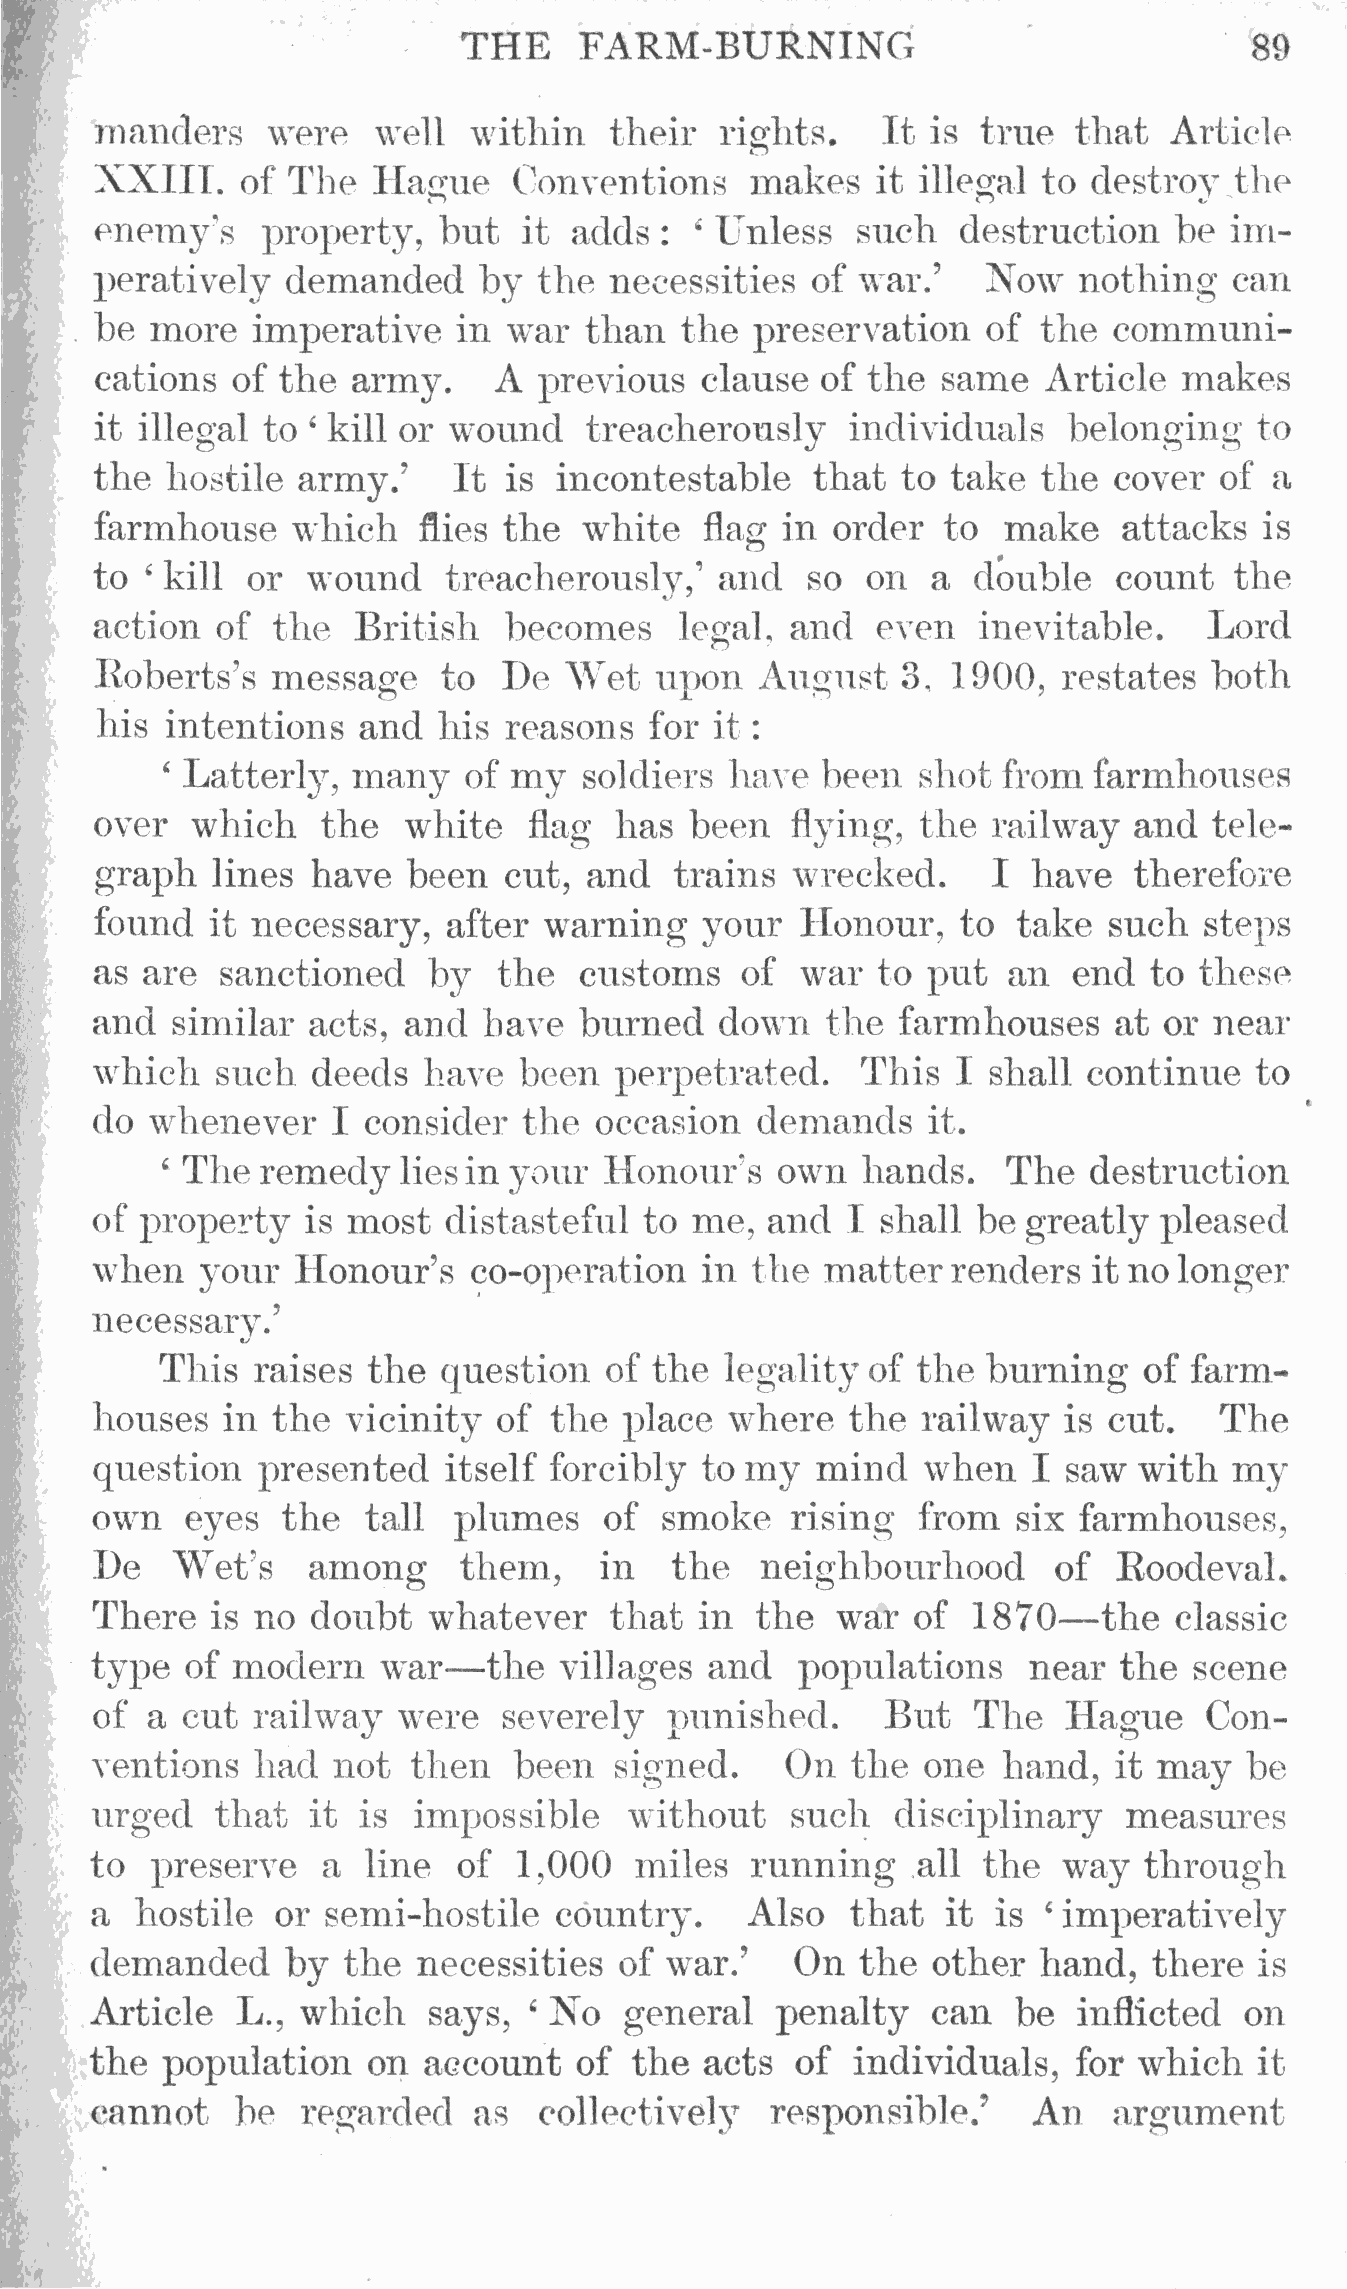 THE FARM-BURNING 89
manders were well within their rights. It is true that Article
XXIII. of The Hague Conventions makes it illegal to destroy the
enemy's property, but it adds: ‘Unless such destruction be im-
peratively demanded by the necessities of war.’ Now nothing can
be more imperative in war than the preservation of the communi-
cations of the army. A previous clause of the same Article makes
it illegal to ‘kill or wound treacherously individuals belonging to
the hostile army.’ It is incontestable that to take the cover of a
farmhouse which flies the white flag in order to make attacks is
to ‘kill or wound treacherously,’ and so on a double count the
action of the British becomes legal, and even inevitable. Lord
Roberts's message to De Wet upon August 3, 1900, restates both
his intentions and his reasons for it:
‘Latterly, many of my soldiers have been shot from farmhouses
over which the white flag has been flying, the railway and tele-
graph lines have been cut, and trains wrecked. I have therefore
found it necessary, after warning your Honour, to take such steps
as are sanctioned by the customs of war to put an end to these
and similar acts, and have burned down the farmhouses at or near
which such deeds have been perpetrated. This I shall continue to
do whenever I consider the occasion demands it.
‘The remedy lies in your Honour's own hands. The destruction
of property is most distasteful to me, and I shall be greatly pleased
when your Honour's co-operation in the matter renders it no longer
necessary.’
This raises the question of the legality of the burning of farm-
houses in the vicinity of the place where the railway is cut. The
question presented itself forcibly to my mind when I saw with my
own eyes the tall plumes of smoke rising from six farmhouses,
De Wet's among them, in the neighbourhood of Roodeval.
There is no doubt whatever that in the war of 1870—the classic
type of modern war—the villages and populations near the scene
of a cut railway were severely punished. But The Hague Con-
ventions had not then been signed. On the one hand, it may be
urged that it is impossible without such disciplinary measures
to preserve a line of 1,000 miles running all the way through
a hostile or semi-hostile country. Also that it is ‘imperatively
demanded by the necessities of war.’ On the other hand, there is
Article L., which says, ‘No general penalty can be inflicted on
the population on account of the acts of individuals, for which it
cannot be regarded as collectively responsible.’ An argument